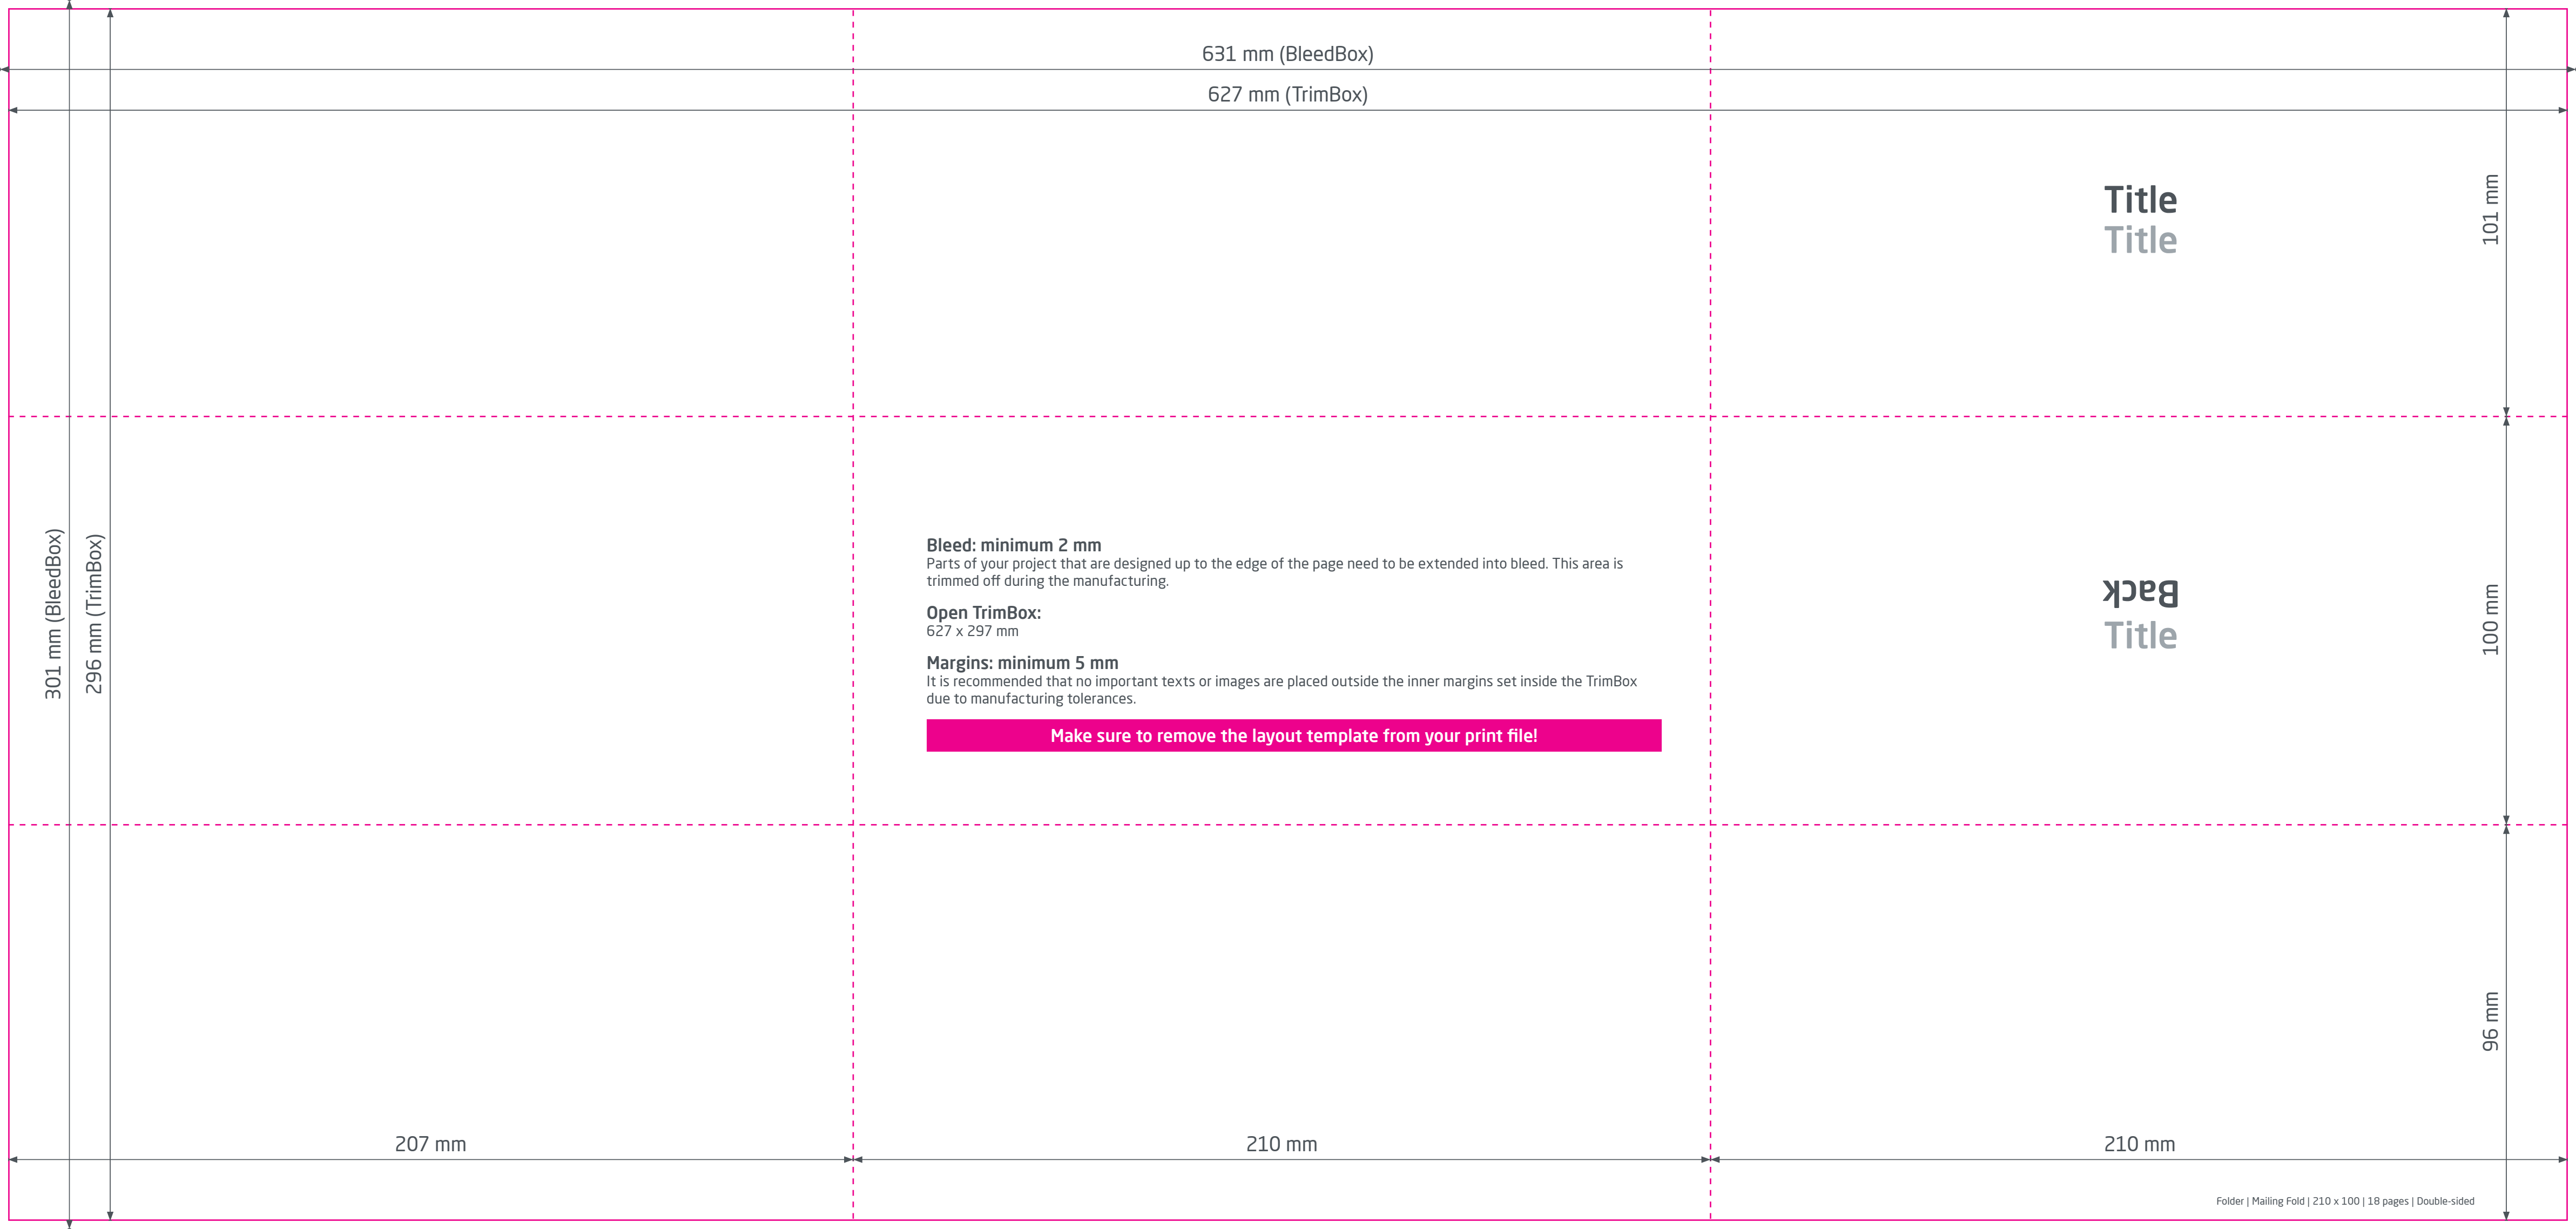 631 mm (BleedBox)
627 mm (TrimBox)
Title
Title
101 mm
301 mm (BleedBox)
296 mm (TrimBox)
Bleed: minimum 2 mm
Parts of your project that are designed up to the edge of the page need to be extended into bleed. This area is
trimmed off during the manufacturing.
Open TrimBox:
627 x 297 mm
Margins: minimum 5 mm
It is recommended that no important texts or images are placed outside the inner margins set inside the TrimBox
due to manufacturing tolerances.
Make sure to remove the layout template from your print file!
Back
Title
100 mm
96 mm
207 mm
210 mm
210 mm
Folder | Mailing Fold | 210 x 100 | 18 pages | Double-sided